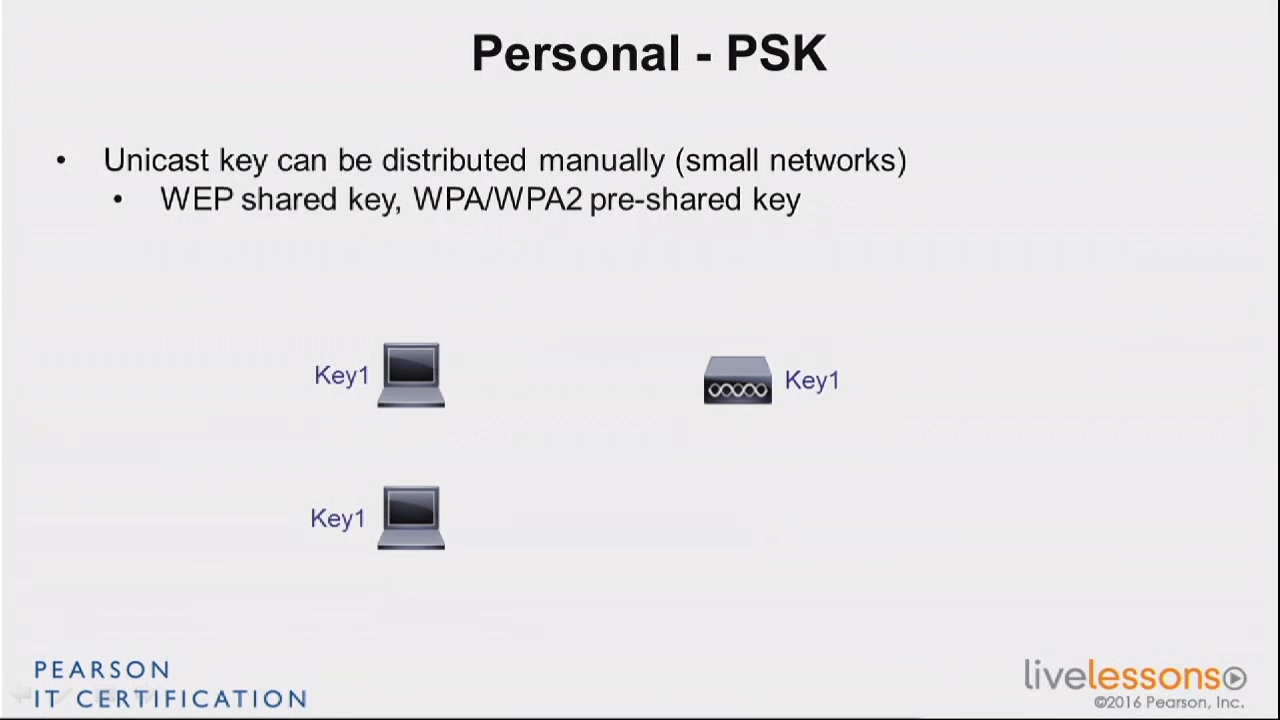 Personal - PSK
• Unicast key can be distributed manually (small networks)
• WEP shared key, WPA/WPA2 pre-shared key
Key1
Key1
Key1
PEARSON
IT CERTIFICATION
livelessons
©2016 Pearson, Inc.